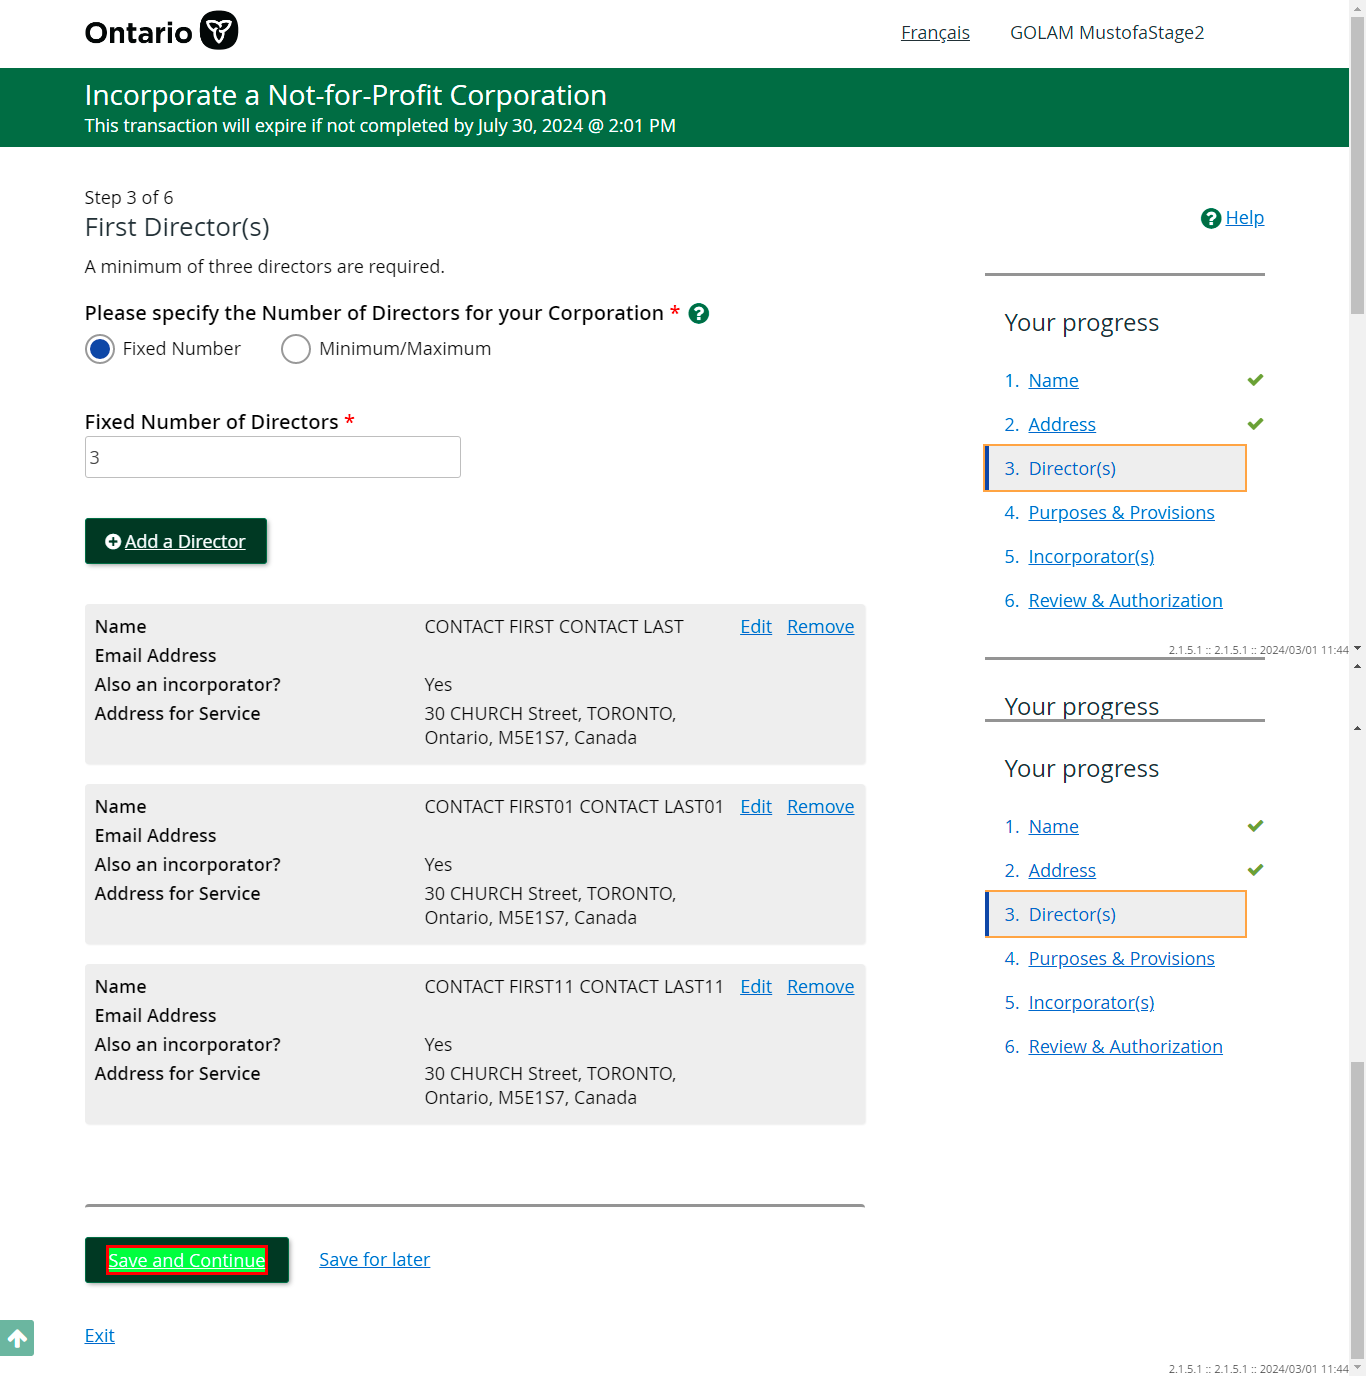 Ontario
Français
GOLAM MustofaStage2
Incorporate a Not-for-Profit Corporation
This transaction will expire if not completed by July 30, 2024 @ 2:01 PM
Step 3 of 6
First Director(s)
Help
A minimum of three directors are required.
Please specify the Number of Directors for your Corporation *
Fixed Number
Minimum/Maximum
Fixed Number of Directors *
3
Add a Director
Name CONTACT FIRST CONTACT LAST Edit Remove
Email Address
Also an incorporator? Yes
Address for Service 30 CHURCH Street, TORONTO,
Ontario, M5E1S7, Canada
Name CONTACT FIRST01 CONTACT LAST01 Edit Remove
Email Address
Also an incorporator? Yes
Address for Service 30 CHURCH Street, TORONTO,
Ontario, M5E1S7, Canada
Name CONTACT FIRST11 CONTACT LAST11 Edit Remove
Email Address
Also an incorporator? Yes
Address for Service 30 CHURCH Street, TORONTO,
Ontario, M5E1S7, Canada
Save and Continue
Save for later
Exit
Your progress
1. Name
2. Address
3. Director(s)
4. Purposes & Provisions
5. Incorporator(s)
6. Review & Authorization
2.1.5.1 :: 2.1.5.1 :: 2024/03/01 11:44
Your progress
Your progress
1. Name
2. Address
3. Director(s)
4. Purposes & Provisions
5. Incorporator(s)
6. Review & Authorization
2.1.5.1 :: 2.1.5.1 :: 2024/03/01 11:44